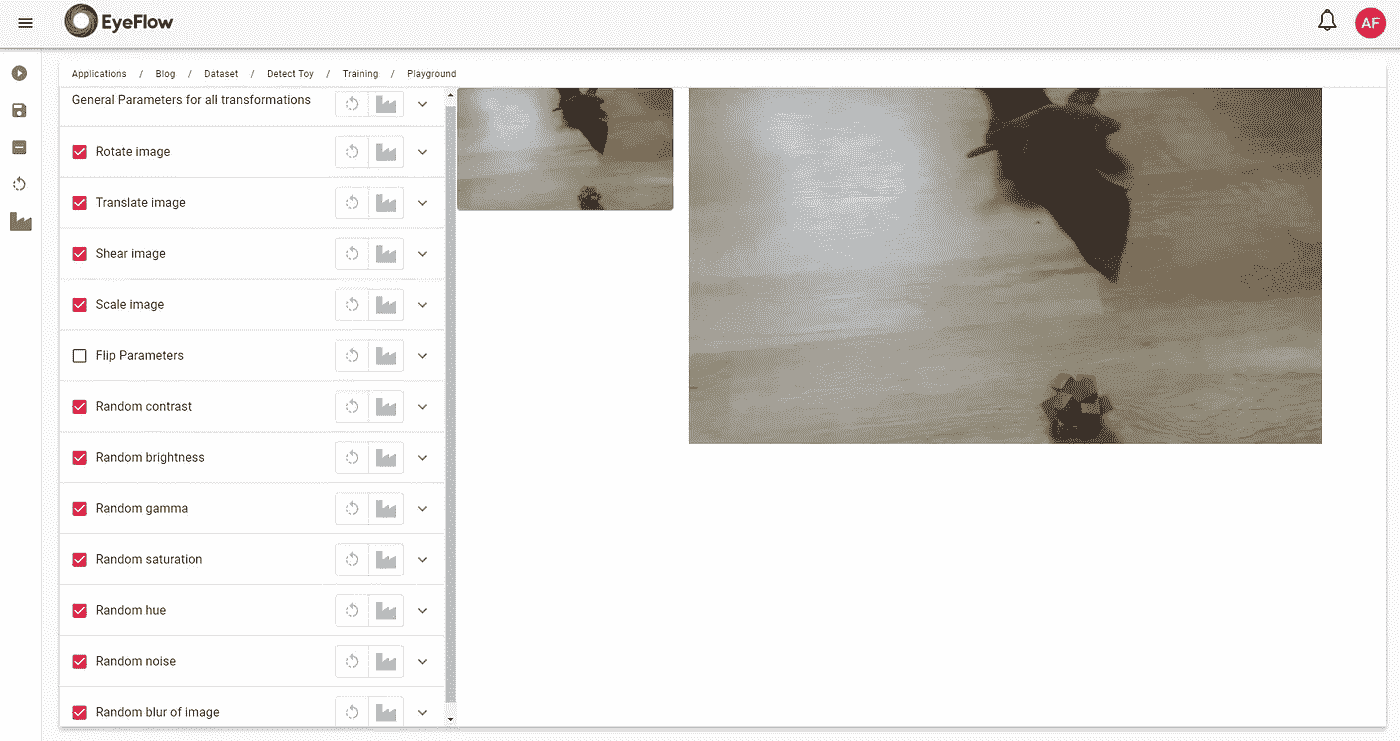 EyeFlow
AF
Applications / Blog / Dataset / Detect Toy / Training / Playground
General Parameters for all transformations
Rotate image
Translate image
Shear image
Scale image
Flip Parameters
Random contrast
Random brightness
Random gamma
Random saturation
Random hue
Random noise
Random blur of image